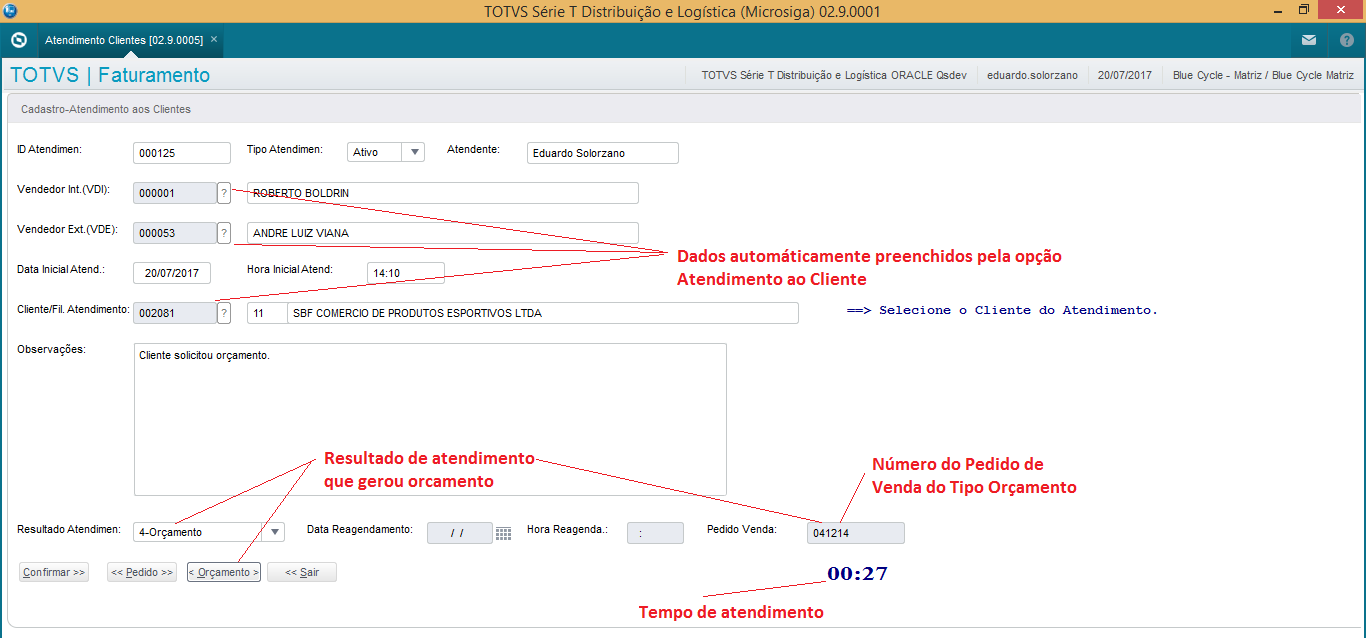 TOTVS Série T Distribuição e Logística (Microsiga) 02.9.0001
Atendimento Clientes [02.9.0005] ×
TOTVS | Faturamento
TOTVS Série T Distribuição e Logística ORACLE Qsdev
eduardo.solorzano
20/07/2017
Blue Cycle - Matriz / Blue Cycle Matriz
Cadastro-Atendimento aos Clientes
ID Atendimen: 000125 Tipo Atendimen: Ativo Atendente: Eduardo Solorzano
Vendedor Int.(VDI): 000001 ? ROBERTO BOLDRIN
Vendedor Ext.(VDE): 000053 ? ANDRE LUIZ VIANA
Dados automáticamente preenchidos pela opção
Atendimento ao Cliente
Data Inicial Atend.: 20/07/2017 Hora Inicial Atend: 14:10
Cliente/Fil. Atendimento: 002081 ? 11 SBF COMERCIO DE PRODUTOS ESPORTIVOS LTDA
==> Selecione o Cliente do Atendimento.
Observações:
Cliente solicitou orçamento.
Resultado de atendimento
que gerou orcamento
Número do Pedido de
Venda do Tipo Orçamento
Resultado Atendimen: 4-Orçamento Data Reagendamento: / / Hora Reagenda.: : Pedido Venda: 041214
Confirmar >> << Pedido >> < Orçamento > << Sair
00:27
Tempo de atendimento